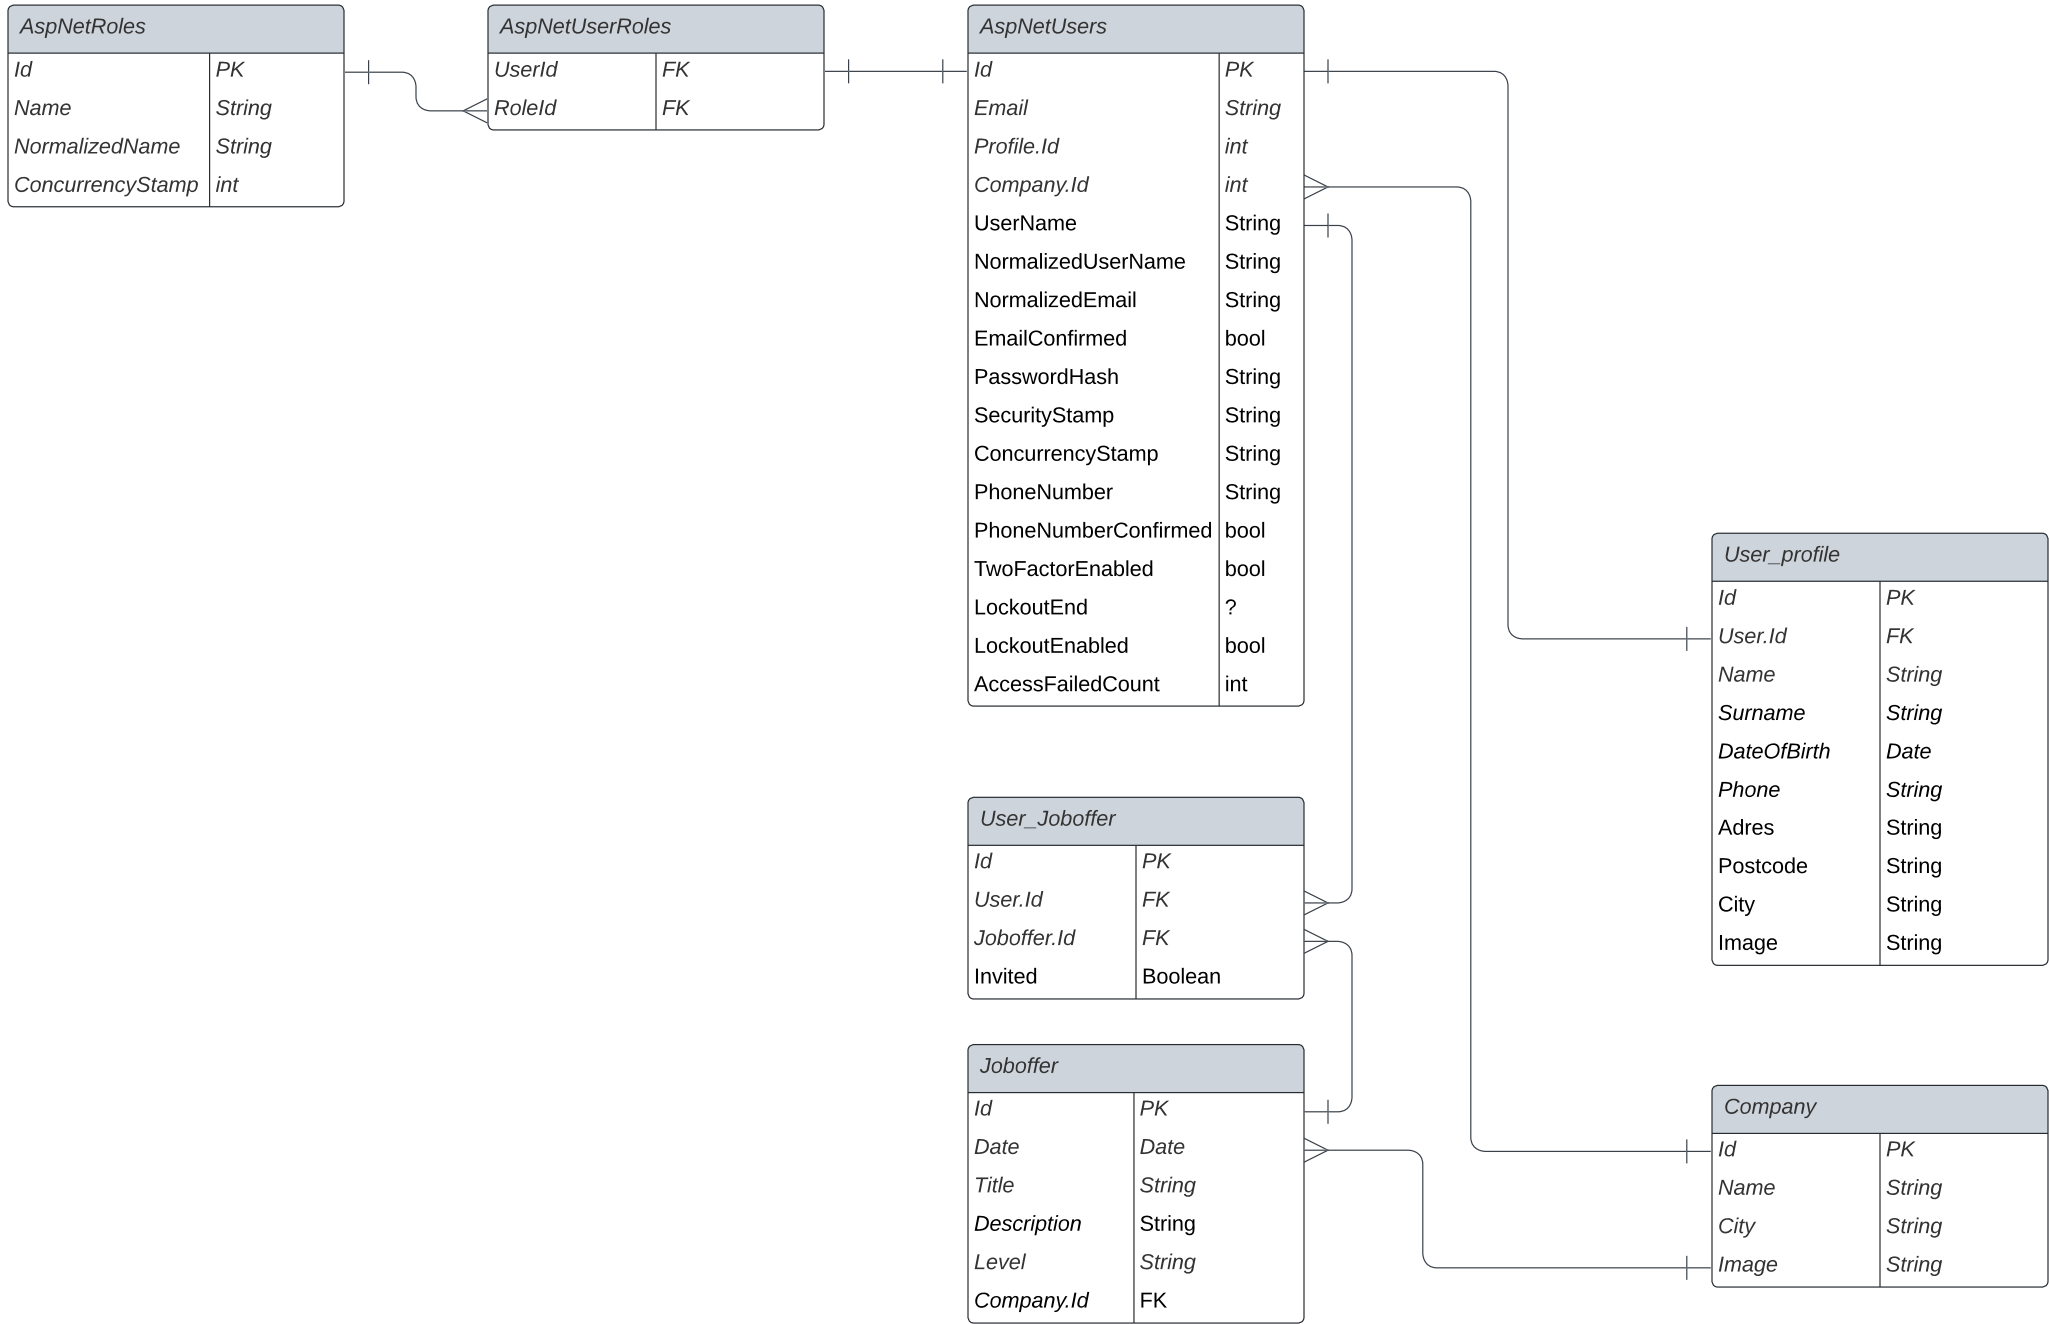 AspNetRoles
Id PK
Name String
NormalizedName String
ConcurrencyStamp int
AspNetUserRoles
UserId FK
RoleId FK
AspNetUsers
Id PK
Email String
Profile.Id int
Company.Id int
UserName String
NormalizedUserName String
NormalizedEmail String
EmailConfirmed bool
PasswordHash String
SecurityStamp String
ConcurrencyStamp String
PhoneNumber String
PhoneNumberConfirmed bool
TwoFactorEnabled bool
LockoutEnd ?
LockoutEnabled bool
AccessFailedCount int
User_profile
Id PK
User.Id FK
Name String
Surname String
DateOfBirth Date
Phone String
Adres String
Postcode String
City String
Image String
User_Joboffer
Id PK
User.Id FK
Joboffer.Id FK
Invited Boolean
Joboffer
Id PK
Date Date
Title String
Description String
Level String
Company.Id FK
Company
Id PK
Name String
City String
Image String